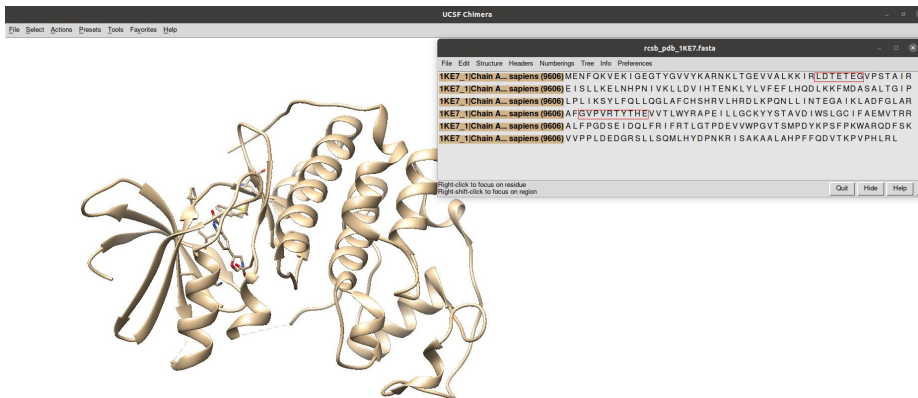 UCSF Chimera
File Select Actions Presets Tools Favorites Help
rcsb_pdb_1KE7.fasta
File Edit Structure Headers Numberings Tree Info Preferences
1KE7_1|Chain A... sapiens (9606) MENFQKVEKIGEGTYGVVYKARNKLTGEVVALKKIRLDTETEGVPSTAIR
1KE7_1|Chain A... sapiens (9606) EISLLKELNHPNIVKLLDVIHTENKLYLVFEFLHQDLKKFMDASALTGIP
1KE7_1|Chain A... sapiens (9606) LPLIKSYLFQLLQGLAFCHSHRVLHRDLKPQNLLINTEGAIKLADFGLAR
1KE7_1|Chain A... sapiens (9606) AFGVPVRTYTHEVVTLWYRAPEILLGCKYYSTAVDIWSLGCIFAEMVTRR
1KE7_1|Chain A... sapiens (9606) ALFPGDSEIDQLFRIFRTLGTPDEVVWPGVTSMPDYKPSFPKWARQDFSK
1KE7_1|Chain A... sapiens (9606) VVPPLDEDGRSLLSQMLHYDPNKRISAKAALAHPFFQDVTKPVPHLRL
Right-click to focus on residue
Right-shift-click to focus on region
Quit Hide Help